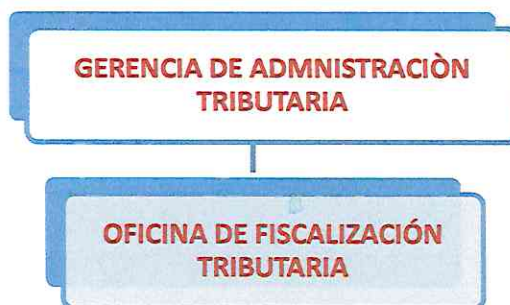 GERENCIA DE ADMNISTRACIÒN
TRIBUTARIA
OFICINA DE FISCALIZACIÓN
TRIBUTARIA